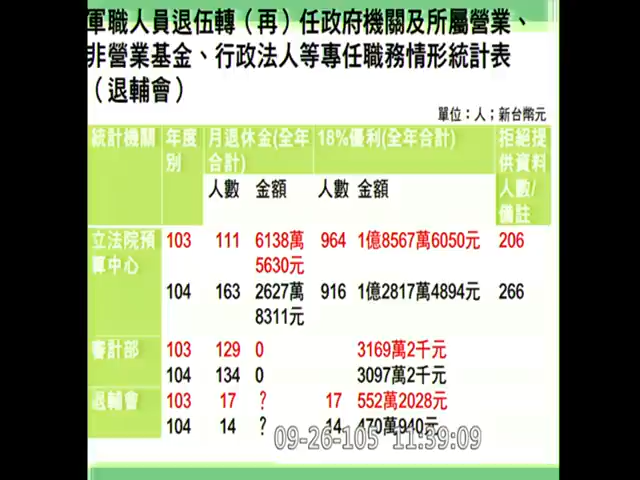 軍職人員退伍轉（再）任政府機關及所屬營業、
非營業基金、行政法人等專任職務情形統計表
（退輔會）
單位：人；新台幣元
統計機關 年度別 月退休金(全年合計) 18%優利(全年合計) 拒絕提供資料人數/備註
人數 金額 人數 金額
立法院預算中心 103 111 6138萬5630元 964 1億8567萬6050元 206
104 163 2627萬8311元 916 1億2817萬4894元 266
審計部 103 129 0 3169萬2千元
104 134 0 3097萬2千元
退輔會 103 17 ？ 17 552萬2028元
104 14 ？ 14 470萬940元
09-26-105 11:39:09